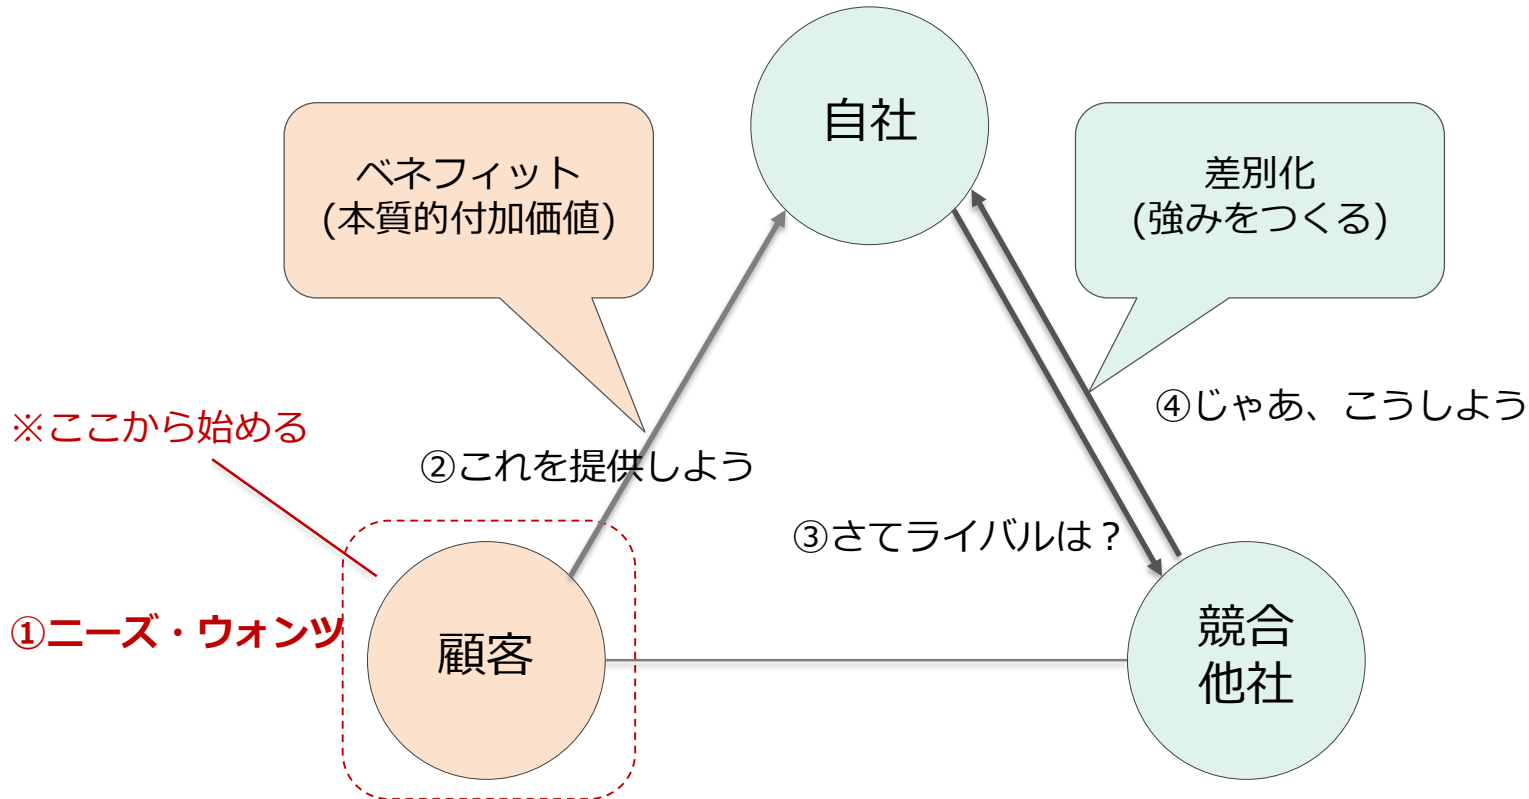 自社
ベネフィット
(本質的付加価値)
差別化
(強みをつくる)
※ここから始める
④じゃあ、こうしよう
②これを提供しよう
③さてライバルは？
①ニーズ・ウォンツ
顧客
競合
他社